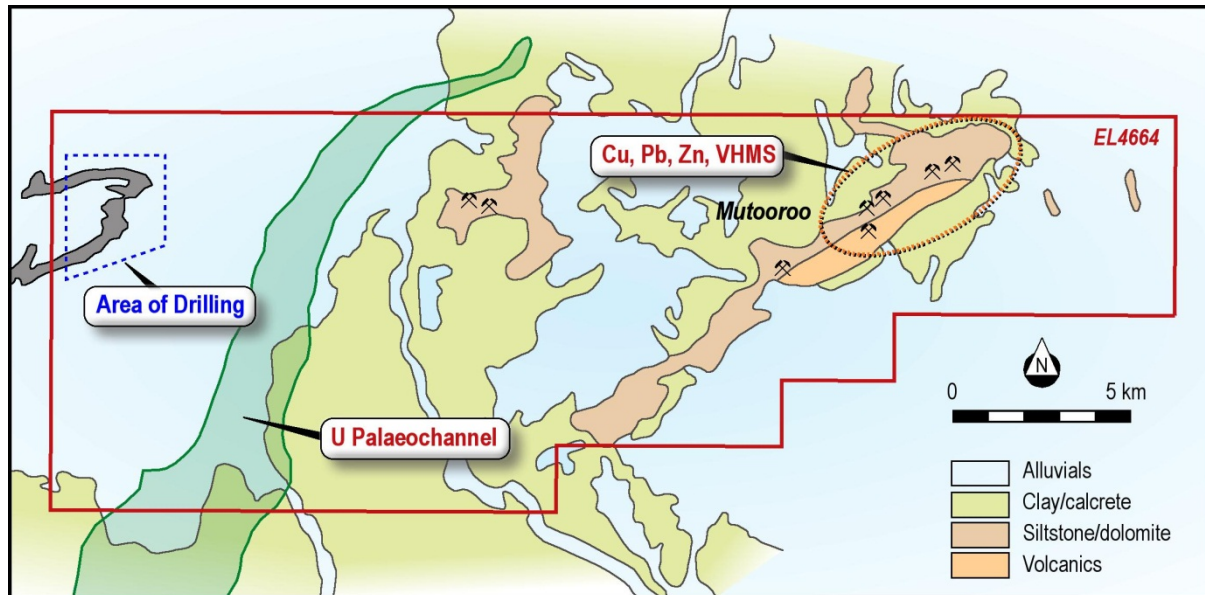 EL4664
Cu, Pb, Zn, VHMS
Mutooroo
Area of Drilling
U Palaeochannel
N
0 5 km
Alluvials
Clay/calcrete
Siltstone/dolomite
Volcanics